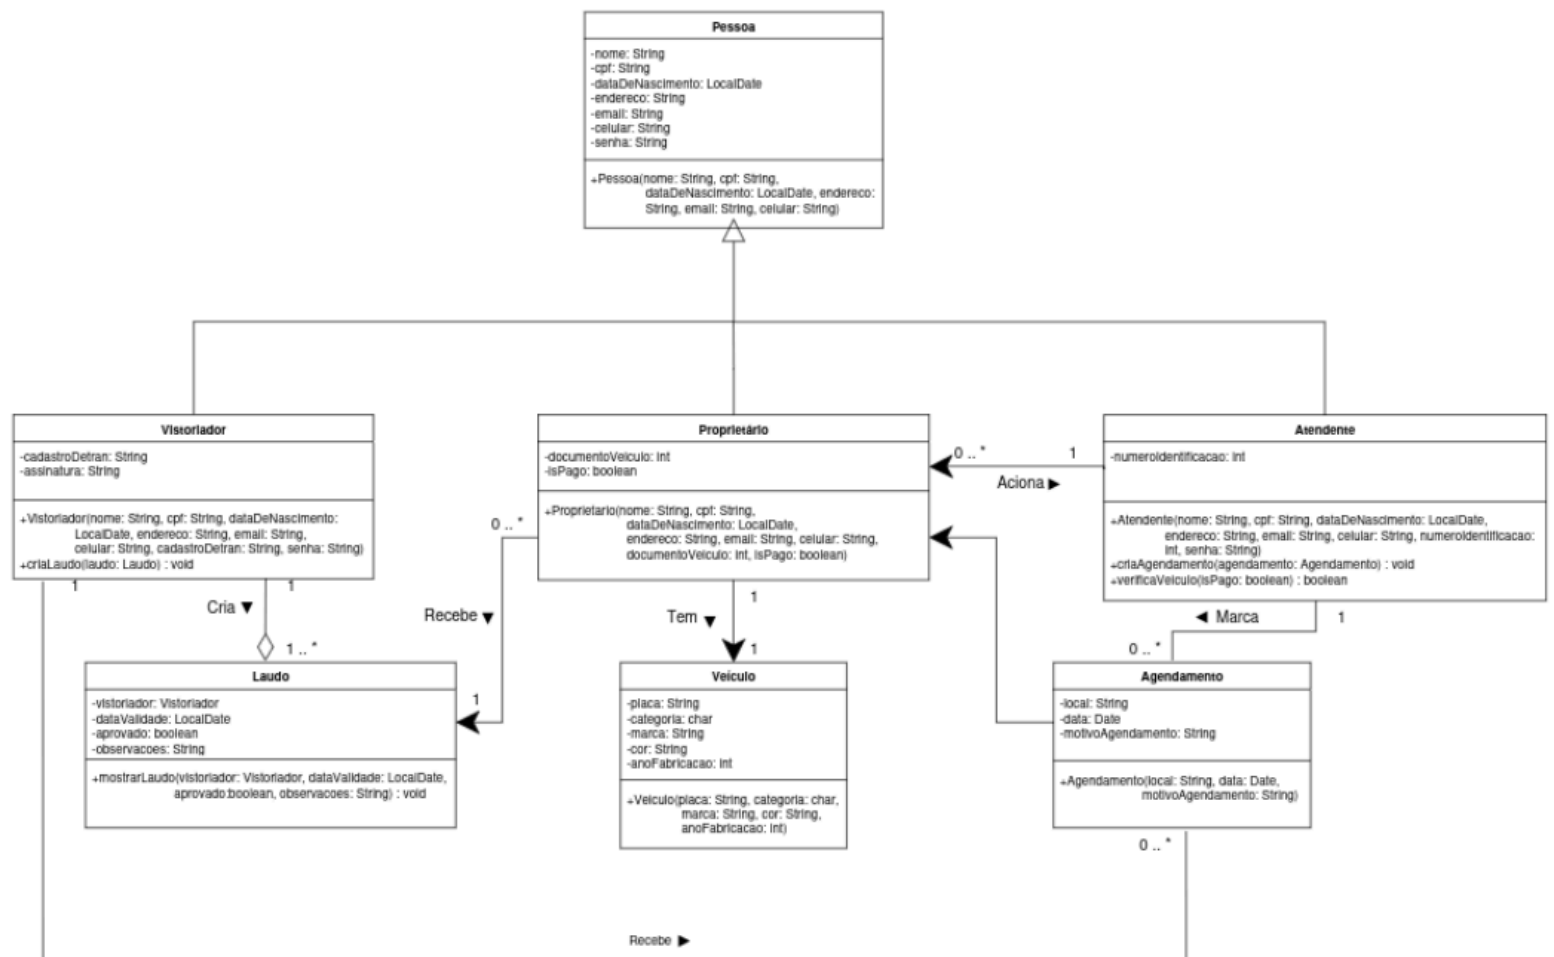 Pessoa
-nome: String
-cpf: String
-dataDeNascimento: LocalDate
-endereco: String
-email: String
-celular: String
-senha: String
+Pessoa(nome: String, cpf: String,
dataDeNascimento: LocalDate, endereco:
String, email: String, celular: String)
Vistoriador
-cadastroDetran: String
-assinatura: String
+Vistoriador(nome: String, cpf: String, dataDeNascimento:
LocalDate, endereco: String, email: String,
celular: String, cadastroDetran: String, senha: String)
+criaLaudo(laudo: Laudo) : void
Proprietário
-documentoVeiculo: int
-isPago: boolean
+Proprietario(nome: String, cpf: String,
dataDeNascimento: LocalDate,
endereco: String, email: String, celular: String,
documentoVeiculo: int, isPago: boolean)
0 .. *
1
Aciona ▶
Atendente
-numeroIdentificacao: int
+Atendente(nome: String, cpf: String, dataDeNascimento: LocalDate,
endereco: String, email: String, celular: String, numeroIdentificacao:
int, senha: String)
+criaAgendamento(agendamento: Agendamento) : void
+verificaVeiculo(isPago: boolean) : boolean
1
1
Cria ▼
1 .. *
0 .. *
Recebe ▼
1
1
Tem ▼
1
◀ Marca
1
0 .. *
Laudo
-vistoriador: Vistoriador
-dataValidade: LocalDate
-aprovado: boolean
-observacoes: String
+mostrarLaudo(vistoriador: Vistoriador, dataValidade: LocalDate,
aprovado:boolean, observacoes: String) : void
Veículo
-placa: String
-categoria: char
-marca: String
-cor: String
-anoFabricacao: int
+Veiculo(placa: String, categoria: char,
marca: String, cor: String,
anoFabricacao: int)
Agendamento
-local: String
-data: Date
-motivoAgendamento: String
+Agendamento(local: String, data: Date,
motivoAgendamento: String)
0 .. *
Recebe ▶